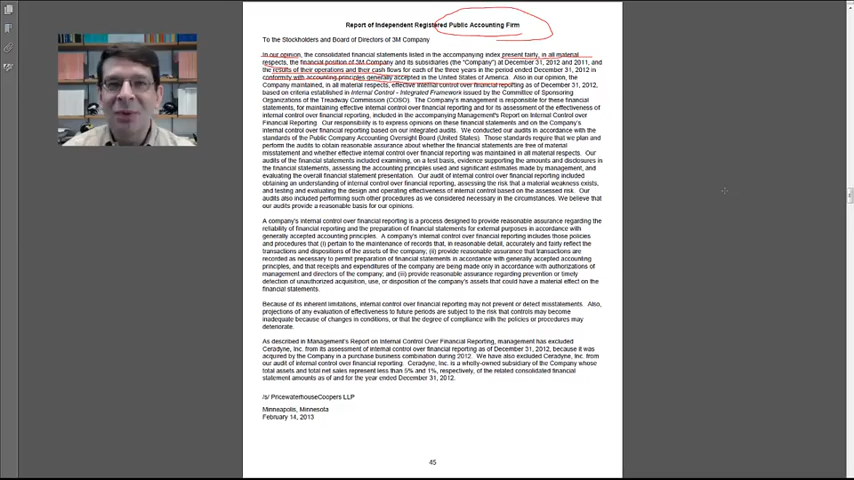 Report of Independent Registered Public Accounting Firm
To the Stockholders and Board of Directors of 3M Company
In our opinion, the consolidated financial statements listed in the accompanying index present fairly, in all material
respects, the financial position of 3M Company and its subsidiaries (the "Company") at December 31, 2012 and 2011, and
the results of their operations and their cash flows for each of the three years in the period ended December 31, 2012 in
conformity with accounting principles generally accepted in the United States of America. Also in our opinion, the
Company maintained, in all material respects, effective internal control over financial reporting as of December 31, 2012,
based on criteria established in Internal Control - Integrated Framework issued by the Committee of Sponsoring
Organizations of the Treadway Commission (COSO). The Company's management is responsible for these financial
statements, for maintaining effective internal control over financial reporting and for its assessment of the effectiveness of
internal control over financial reporting, included in the accompanying Management's Report on Internal Control over
Financial Reporting. Our responsibility is to express opinions on these financial statements and on the Company's
internal control over financial reporting based on our integrated audits. We conducted our audits in accordance with the
standards of the Public Company Accounting Oversight Board (United States). Those standards require that we plan and
perform the audits to obtain reasonable assurance about whether the financial statements are free of material
misstatement and whether effective internal control over financial reporting was maintained in all material respects. Our
audits of the financial statements included examining, on a test basis, evidence supporting the amounts and disclosures in
the financial statements, assessing the accounting principles used and significant estimates made by management, and
evaluating the overall financial statement presentation. Our audit of internal control over financial reporting included
obtaining an understanding of internal control over financial reporting, assessing the risk that a material weakness exists,
and testing and evaluating the design and operating effectiveness of internal control based on the assessed risk. Our
audits also included performing such other procedures as we considered necessary in the circumstances. We believe that
our audits provide a reasonable basis for our opinions.
A company's internal control over financial reporting is a process designed to provide reasonable assurance regarding the
reliability of financial reporting and the preparation of financial statements for external purposes in accordance with
generally accepted accounting principles. A company's internal control over financial reporting includes those policies
and procedures that (i) pertain to the maintenance of records that, in reasonable detail, accurately and fairly reflect the
transactions and dispositions of the assets of the company; (ii) provide reasonable assurance that transactions are
recorded as necessary to permit preparation of financial statements in accordance with generally accepted accounting
principles, and that receipts and expenditures of the company are being made only in accordance with authorizations of
management and directors of the company; and (iii) provide reasonable assurance regarding prevention or timely
detection of unauthorized acquisition, use, or disposition of the company's assets that could have a material effect on the
financial statements.
Because of its inherent limitations, internal control over financial reporting may not prevent or detect misstatements. Also,
projections of any evaluation of effectiveness to future periods are subject to the risk that controls may become
inadequate because of changes in conditions, or that the degree of compliance with the policies or procedures may
deteriorate.
As described in Management's Report on Internal Control Over Financial Reporting, management has excluded
Ceradyne, Inc. from its assessment of internal control over financial reporting as of December 31, 2012, because it was
acquired by the Company in a purchase business combination during 2012. We have also excluded Ceradyne, Inc. from
our audit of internal control over financial reporting. Ceradyne, Inc. is a wholly-owned subsidiary of the Company whose
total assets and total net sales represent less than 5% and 1%, respectively, of the related consolidated financial
statement amounts as of and for the year ended December 31, 2012.
/s/ PricewaterhouseCoopers LLP
Minneapolis, Minnesota
February 14, 2013
45